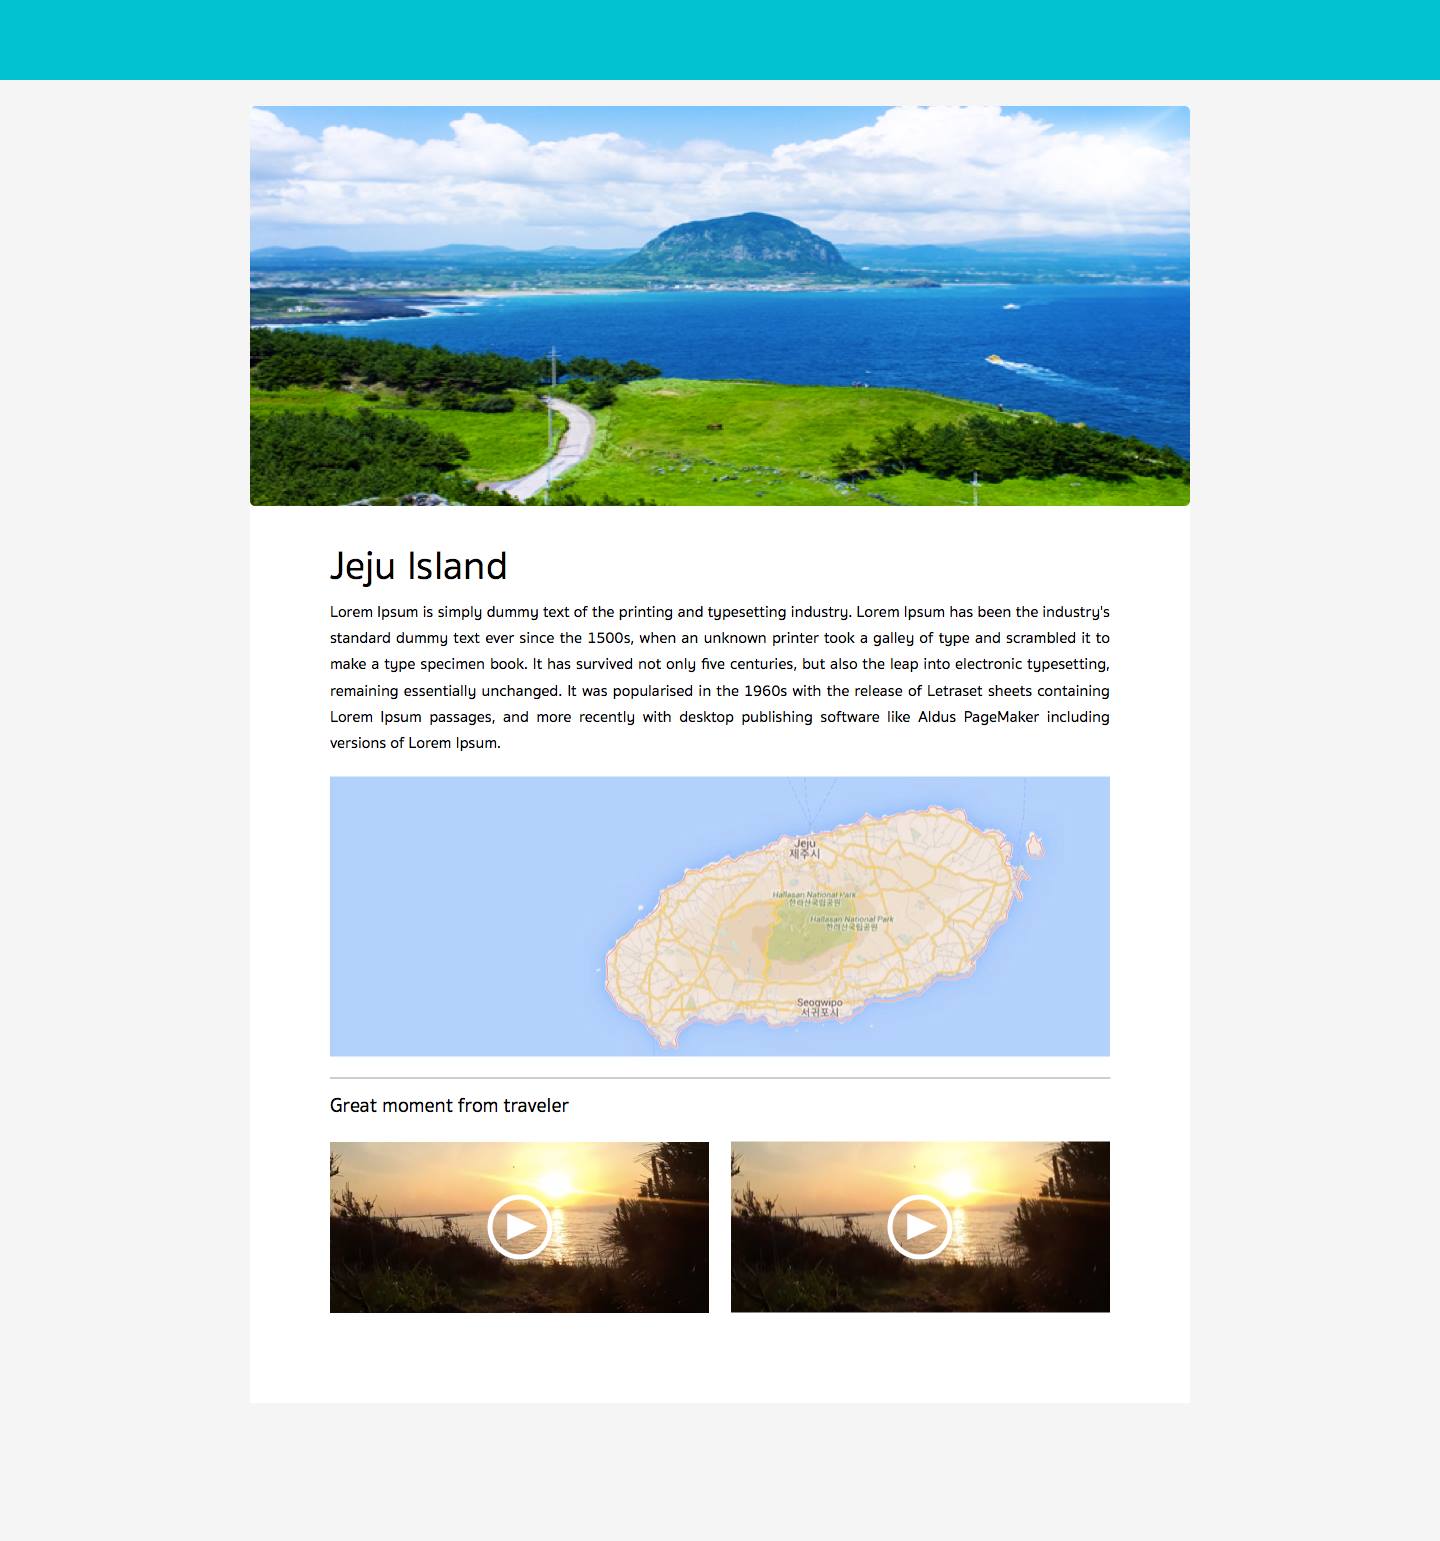 Jeju Island
Lorem Ipsum is simply dummy text of the printing and typesetting industry. Lorem Ipsum has been the industry's
standard dummy text ever since the 1500s, when an unknown printer took a galley of type and scrambled it to
make a type specimen book. It has survived not only five centuries, but also the leap into electronic typesetting,
remaining essentially unchanged. It was popularised in the 1960s with the release of Letraset sheets containing
Lorem Ipsum passages, and more recently with desktop publishing software like Aldus PageMaker including
versions of Lorem Ipsum.
Jeju
제주시
Hallasan National Park
한라산국립공원
Hallasan National Park
한라산국립공원
Seogwipo
서귀포시
Great moment from traveler